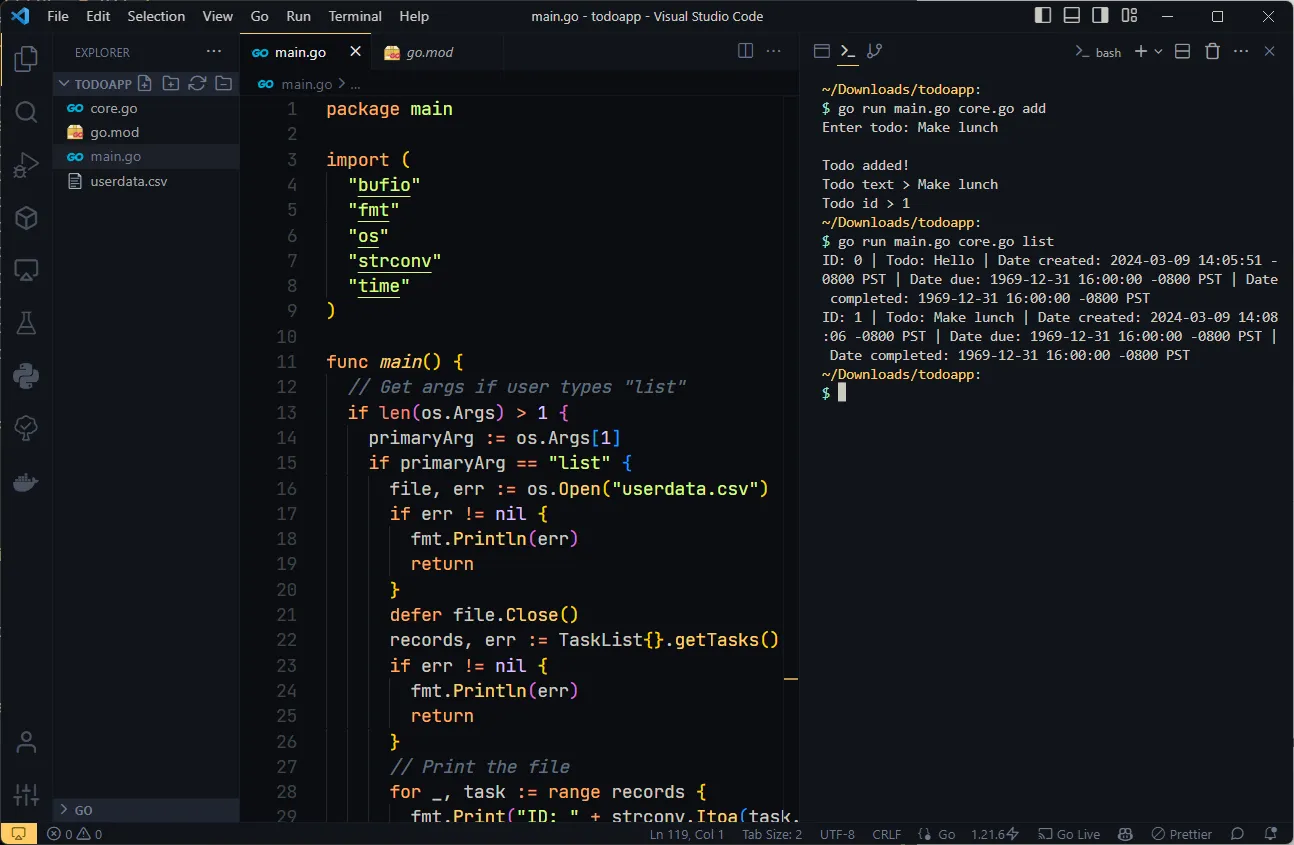 File Edit Selection View Go Run Terminal Help
main.go - todoapp - Visual Studio Code
EXPLORER ...
TODOAPP
core.go
go.mod
main.go
userdata.csv
GO
main.go
go.mod
main.go > ...
1 package main
2
3 import (
4 "bufio"
5 "fmt"
6 "os"
7 "strconv"
8 "time"
9 )
10
11 func main() {
12 // Get args if user types "list"
13 if len(os.Args) > 1 {
14 primaryArg := os.Args[1]
15 if primaryArg == "list" {
16 file, err := os.Open("userdata.csv")
17 if err != nil {
18 fmt.Println(err)
19 return
20 }
21 defer file.Close()
22 records, err := TaskList{}.getTasks()
23 if err != nil {
24 fmt.Println(err)
25 return
26 }
27 // Print the file
28 for _, task := range records {
29 fmt.Print("ID: " + strconv.Itoa(task.
bash
~/Downloads/todoapp:
$ go run main.go core.go add
Enter todo: Make lunch
Todo added!
Todo text > Make lunch
Todo id > 1
~/Downloads/todoapp:
$ go run main.go core.go list
ID: 0 | Todo: Hello | Date created: 2024-03-09 14:05:51 -
0800 PST | Date due: 1969-12-31 16:00:00 -0800 PST | Date
completed: 1969-12-31 16:00:00 -0800 PST
ID: 1 | Todo: Make lunch | Date created: 2024-03-09 14:08
:06 -0800 PST | Date due: 1969-12-31 16:00:00 -0800 PST |
Date completed: 1969-12-31 16:00:00 -0800 PST
~/Downloads/todoapp:
$
0 0 Ln 119, Col 1 Tab Size: 2 UTF-8 CRLF Go 1.21.6 Go Live Prettier